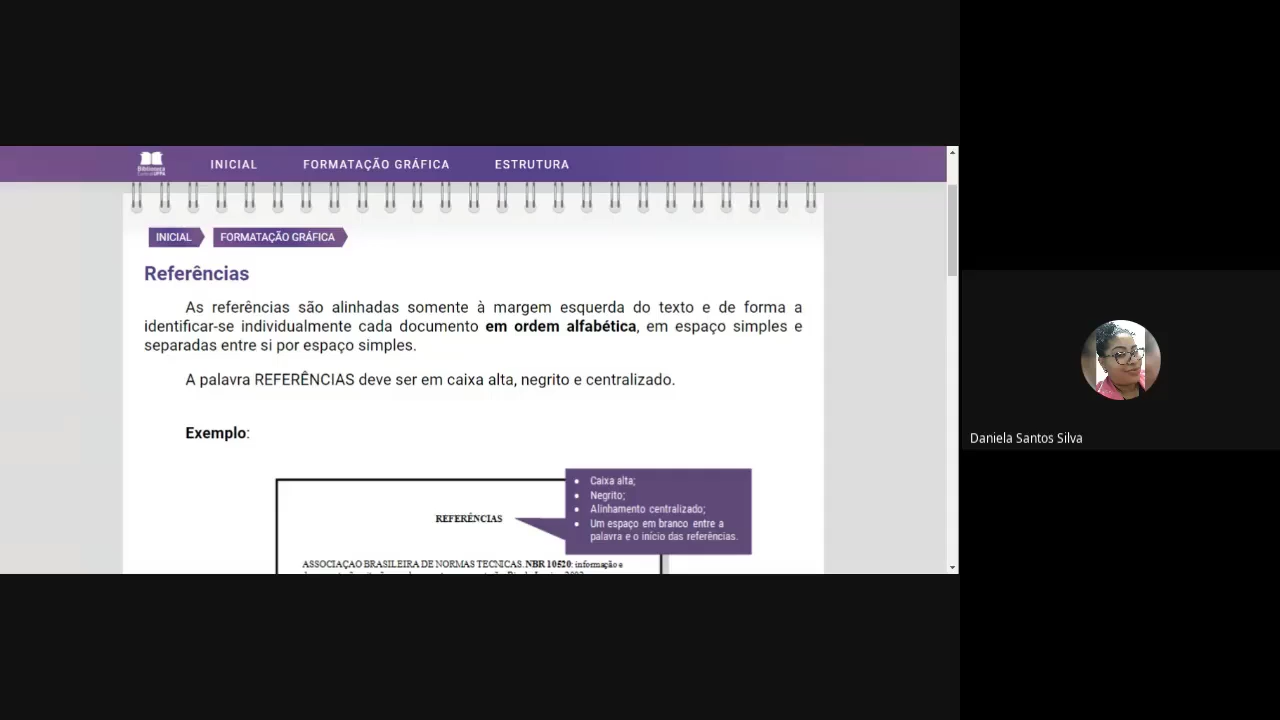 Biblioteca
INICIAL FORMATAÇÃO GRÁFICA ESTRUTURA
INICIAL FORMATAÇÃO GRÁFICA
Referências
As referências são alinhadas somente à margem esquerda do texto e de forma a
identificar-se individualmente cada documento em ordem alfabética, em espaço simples e
separadas entre si por espaço simples.
A palavra REFERÊNCIAS deve ser em caixa alta, negrito e centralizado.
Exemplo:
REFERÊNCIAS
• Caixa alta;
• Negrito;
• Alinhamento centralizado;
• Um espaço em branco entre a
palavra e o início das referências.
ASSOCIAÇAO BRASILEIRA DE NORMAS TECNICAS. NBR 10520: informação e
Daniela Santos Silva